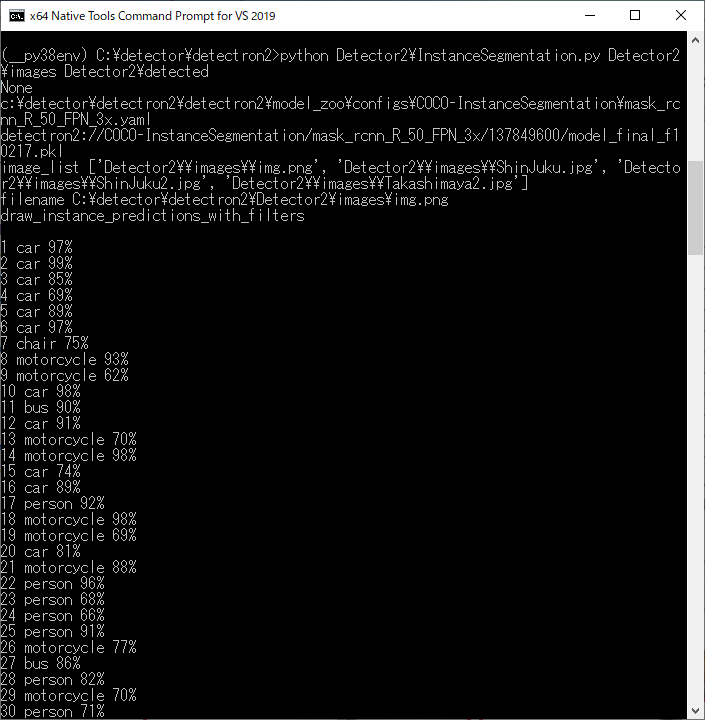 x64 Native Tools Command Prompt for VS 2019
(__py38env) C:¥detector¥detectron2>python Detector2¥InstanceSegmentation.py Detector2
¥images Detector2¥detected
None
c:¥detector¥detectron2¥detectron2¥model_zoo¥configs¥COCO-InstanceSegmentation¥mask_rc
nn_R_50_FPN_3x.yaml
detectron2://COCO-InstanceSegmentation/mask_rcnn_R_50_FPN_3x/137849600/model_final_f1
0217.pkl
image_list ['Detector2¥¥images¥¥img.png', 'Detector2¥¥images¥¥ShinJuku.jpg', 'Detecto
r2¥¥images¥¥ShinJuku2.jpg', 'Detector2¥¥images¥¥Takashimaya2.jpg']
filename C:¥detector¥detectron2¥Detector2¥images¥img.png
draw_instance_predictions_with_filters
1 car 97%
2 car 99%
3 car 85%
4 car 69%
5 car 89%
6 car 97%
7 chair 75%
8 motorcycle 93%
9 motorcycle 62%
10 car 98%
11 bus 90%
12 car 91%
13 motorcycle 70%
14 motorcycle 98%
15 car 74%
16 car 89%
17 person 92%
18 motorcycle 98%
19 motorcycle 69%
20 car 81%
21 motorcycle 88%
22 person 96%
23 person 68%
24 person 66%
25 person 91%
26 motorcycle 77%
27 bus 86%
28 person 82%
29 motorcycle 70%
30 person 71%